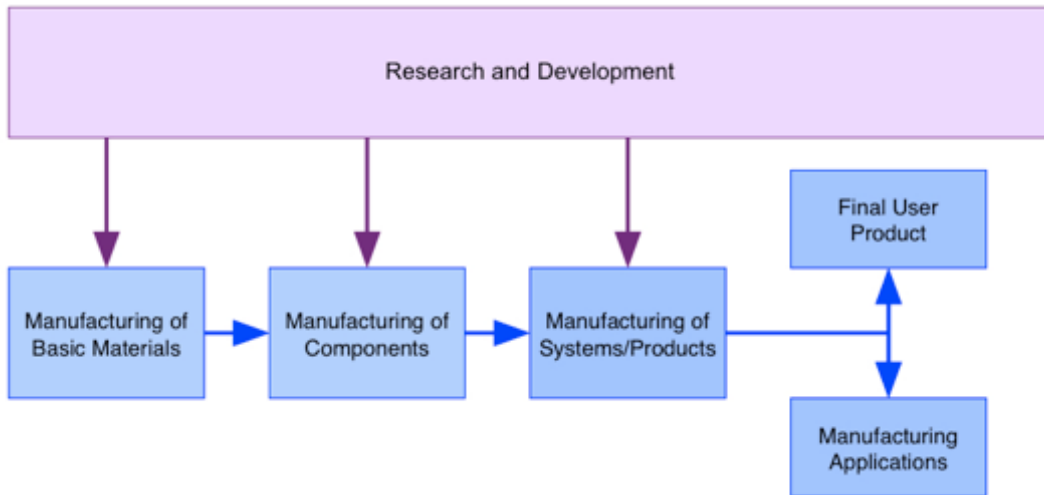 Research and Development
Final User
Product
Manufacturing of
Basic Materials
Manufacturing of
Components
Manufacturing of
Systems/Products
Manufacturing
Applications